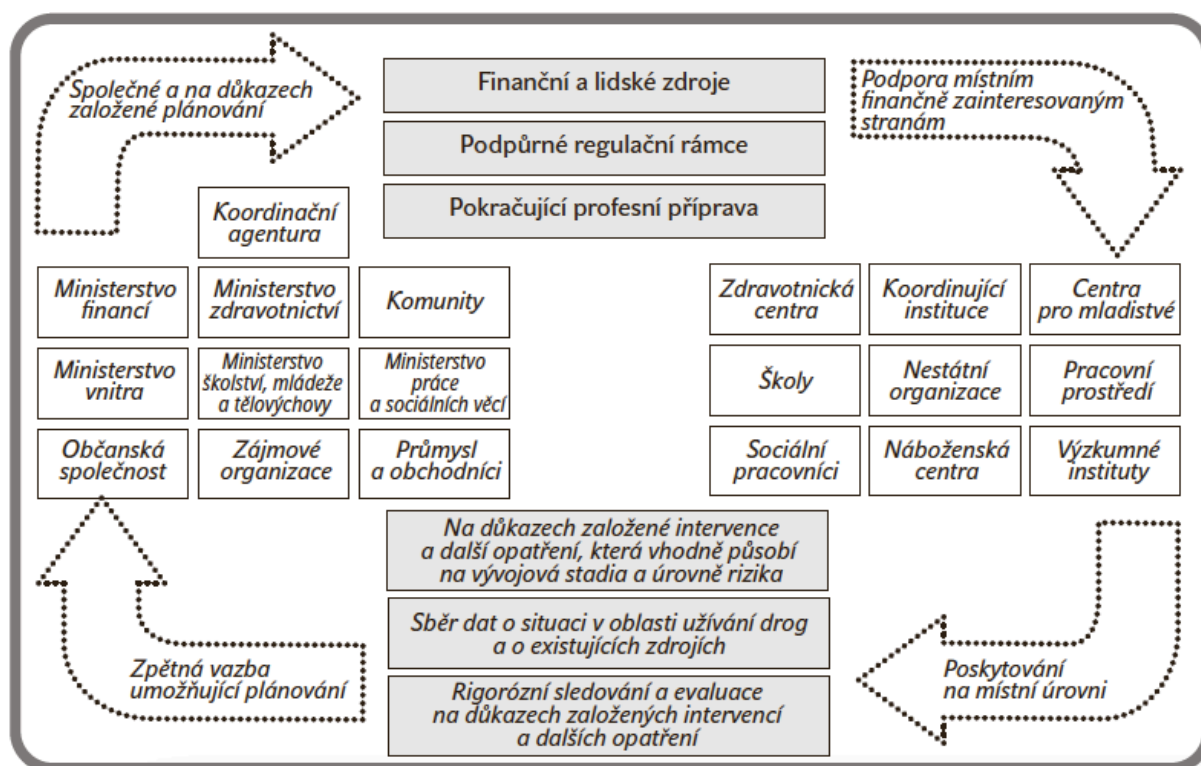 Společné a na důkazech
založené plánování
Finanční a lidské zdroje
Podpůrné regulační rámce
Pokračující profesní příprava
Podpora místním
finančně zainteresovaným
stranám
Koordinační
agentura
Ministerstvo
financí
Ministerstvo
zdravotnictví
Komunity
Ministerstvo
vnitra
Ministerstvo
školství, mládeže
a tělovýchovy
Ministerstvo
práce
a sociálních věcí
Občanská
společnost
Zájmové
organizace
Průmysl
a obchodníci
Zdravotnická
centra
Koordinující
instituce
Centra
pro mladistvé
Školy
Nestátní
organizace
Pracovní
prostředí
Sociální
pracovníci
Náboženská
centra
Výzkumné
instituty
Na důkazech založené intervence
a další opatření, která vhodně působí
na vývojová stadia a úrovně rizika
Sběr dat o situaci v oblasti užívání drog
a o existujících zdrojích
Rigorózní sledování a evaluace
na důkazech založených intervencí
a dalších opatření
Zpětná vazba
umožňující plánování
Poskytování
na místní úrovni